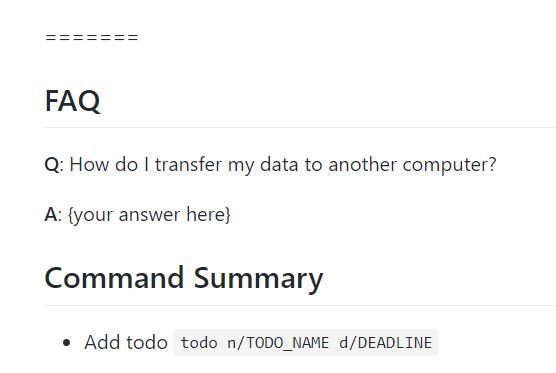 =======
FAQ
Q: How do I transfer my data to another computer?
A: {your answer here}
Command Summary
• Add todo todo n/TODO_NAME d/DEADLINE